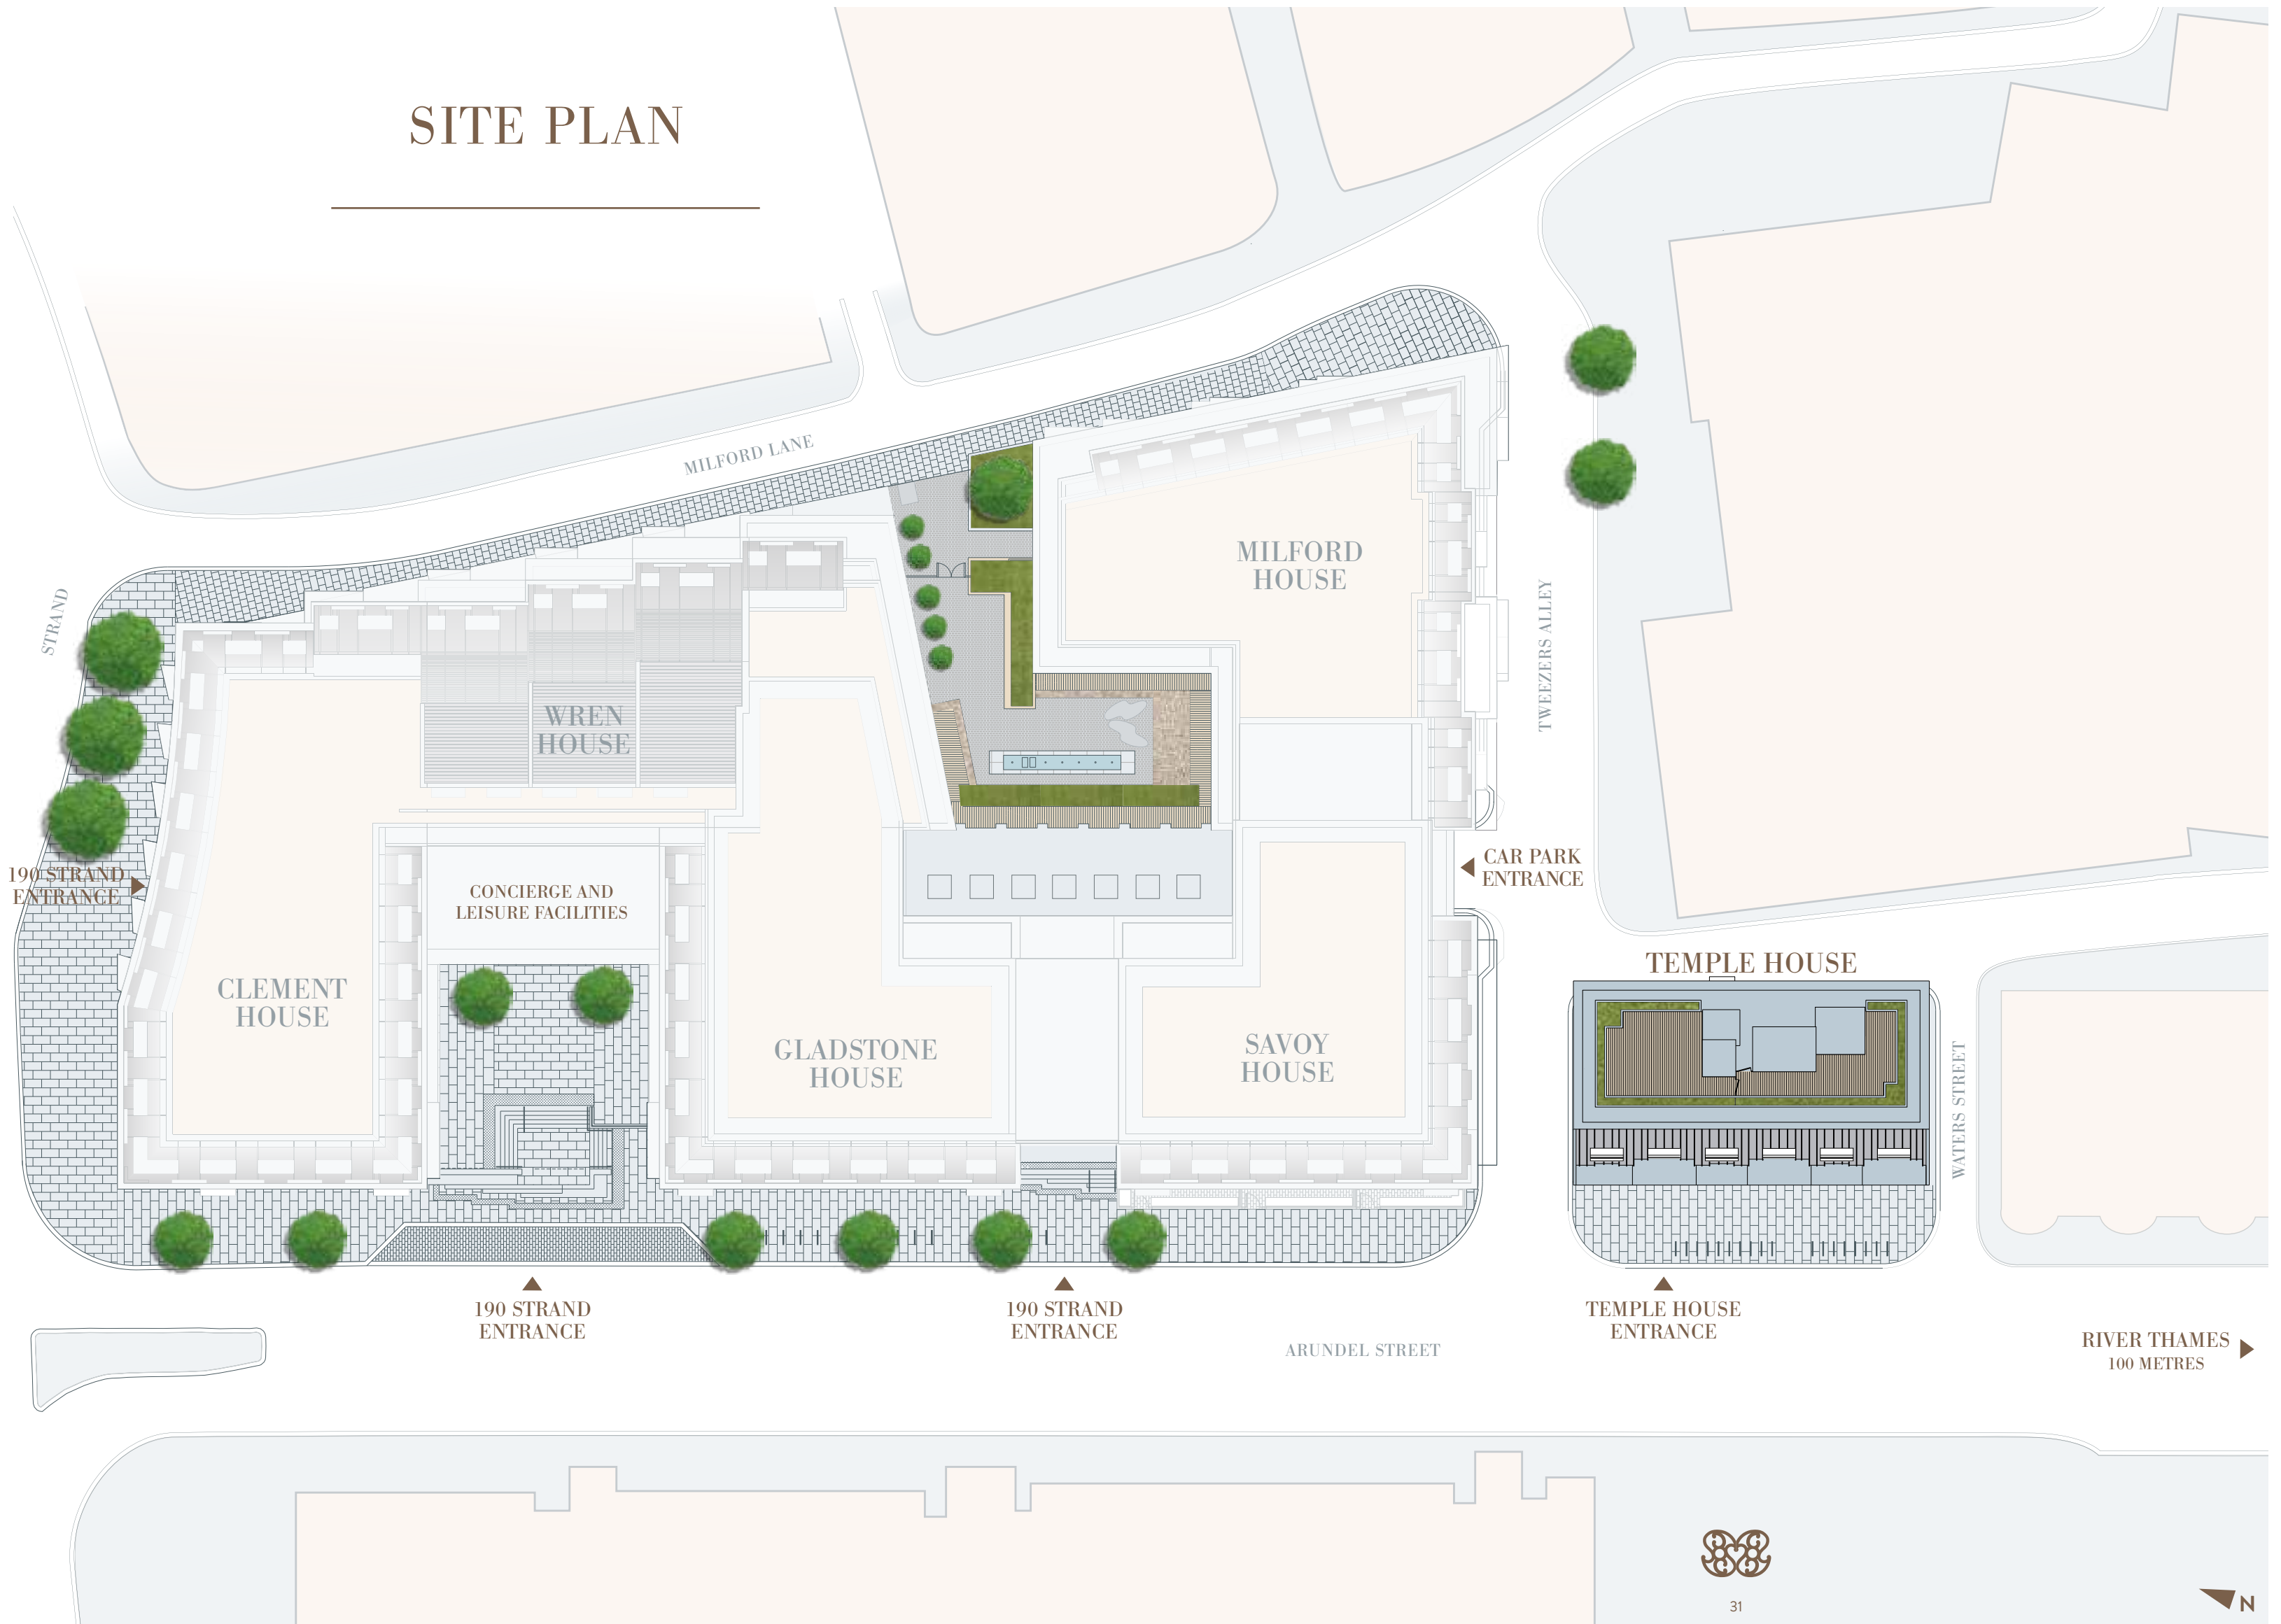 SITE PLAN
MILFORD LANE
STRAND
MILFORD
HOUSE
TWEEZERS ALLEY
WREN
HOUSE
190 STRAND
ENTRANCE
CONCIERGE AND
LEISURE FACILITIES
CAR PARK
ENTRANCE
CLEMENT
HOUSE
GLADSTONE
HOUSE
SAVOY
HOUSE
TEMPLE HOUSE
WATERS STREET
190 STRAND
ENTRANCE
190 STRAND
ENTRANCE
TEMPLE HOUSE
ENTRANCE
ARUNDEL STREET
RIVER THAMES
100 METRES
31
N